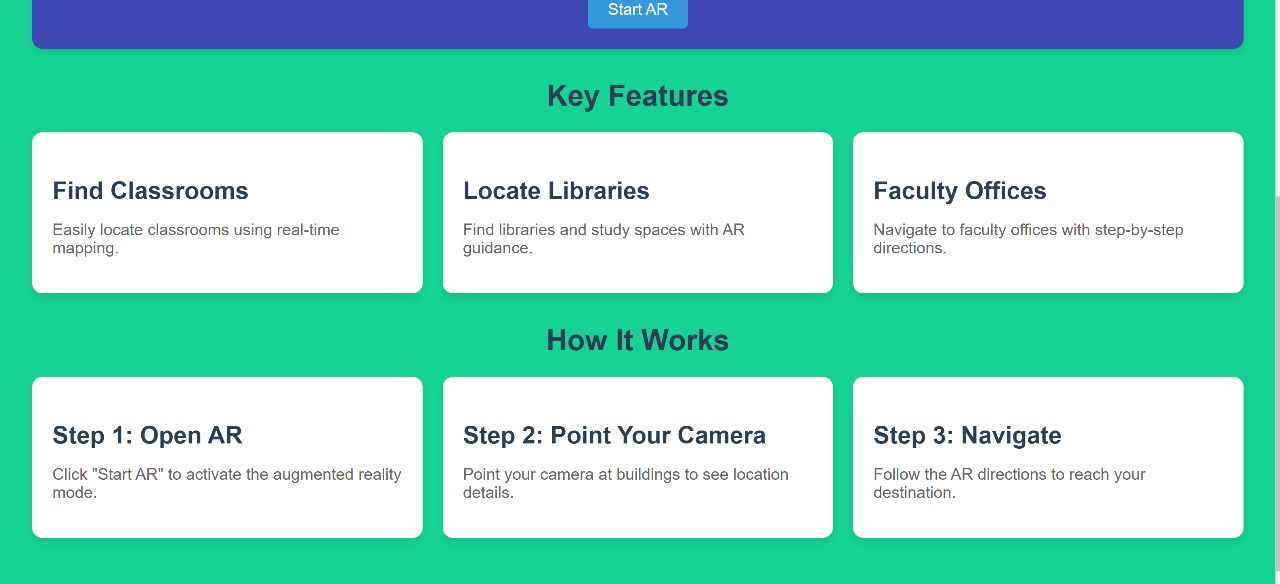 Start AR
Key Features
Find Classrooms
Easily locate classrooms using real-time
mapping.
Locate Libraries
Find libraries and study spaces with AR
guidance.
Faculty Offices
Navigate to faculty offices with step-by-step
directions.
How It Works
Step 1: Open AR
Click "Start AR" to activate the augmented reality
mode.
Step 2: Point Your Camera
Point your camera at buildings to see location
details.
Step 3: Navigate
Follow the AR directions to reach your
destination.